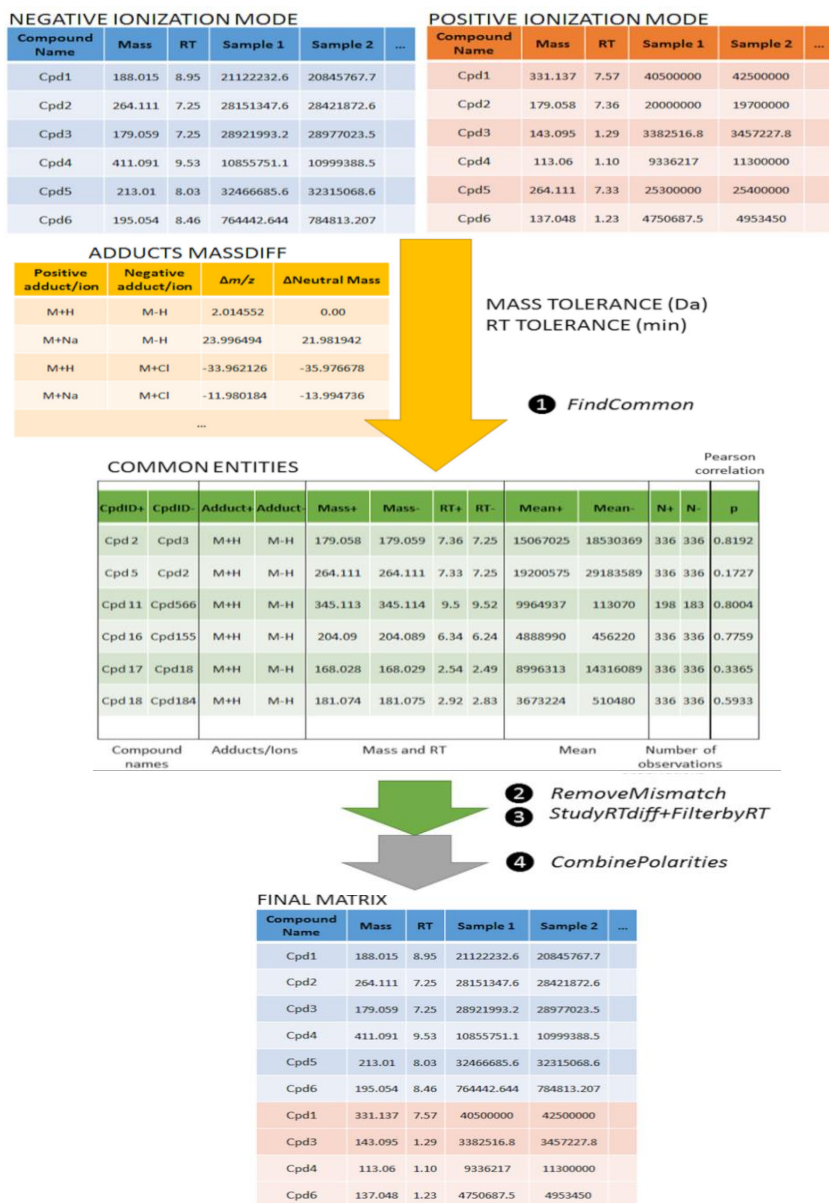 NEGATIVE IONIZATION MODE
Compound Name Mass RT Sample 1 Sample 2 ...
Cpd1 188.015 8.95 21122232.6 20845767.7
Cpd2 264.111 7.25 28151347.6 28421872.6
Cpd3 179.059 7.25 28921993.2 28977023.5
Cpd4 411.091 9.53 10855751.1 10999388.5
Cpd5 213.01 8.03 32466685.6 32315068.6
Cpd6 195.054 8.46 764442.644 784813.207
POSITIVE IONIZATION MODE
Compound Name Mass RT Sample 1 Sample 2 ...
Cpd1 331.137 7.57 40500000 42500000
Cpd2 179.058 7.36 20000000 19700000
Cpd3 143.095 1.29 3382516.8 3457227.8
Cpd4 113.06 1.10 9336217 11300000
Cpd5 264.111 7.33 25300000 25400000
Cpd6 137.048 1.23 4750687.5 4953450
ADDUCTS MASSDIFF
Positive adduct/ion Negative adduct/ion Δm/z ΔNeutral Mass
M+H M-H 2.014552 0.00
M+Na M-H 23.996494 21.981942
M+H M+Cl -33.962126 -35.976678
M+Na M+Cl -11.980184 -13.994736
...
MASS TOLERANCE (Da)
RT TOLERANCE (min)
1 FindCommon
COMMON ENTITIES
Pearson correlation
CpdID+ CpdID- Adduct+ Adduct- Mass+ Mass- RT+ RT- Mean+ Mean- N+ N- p
Cpd 2 Cpd3 M+H M-H 179.058 179.059 7.36 7.25 15067025 18530369 336 336 0.8192
Cpd 5 Cpd2 M+H M-H 264.111 264.111 7.33 7.25 19200575 29183589 336 336 0.1727
Cpd 11 Cpd566 M+H M-H 345.113 345.114 9.5 9.52 9964937 113070 198 183 0.8004
Cpd 16 Cpd155 M+H M-H 204.09 204.089 6.34 6.24 4888990 456220 336 336 0.7759
Cpd 17 Cpd18 M+H M-H 168.028 168.029 2.54 2.49 8996313 14316089 336 336 0.3365
Cpd 18 Cpd184 M+H M-H 181.074 181.075 2.92 2.83 3673224 510480 336 336 0.5933
Compound names Adducts/Ions Mass and RT Mean Number of observations
2 RemoveMismatch
3 StudyRTdiff+FilterbyRT
4 CombinePolarities
FINAL MATRIX
Compound Name Mass RT Sample 1 Sample 2 ...
Cpd1 188.015 8.95 21122232.6 20845767.7
Cpd2 264.111 7.25 28151347.6 28421872.6
Cpd3 179.059 7.25 28921993.2 28977023.5
Cpd4 411.091 9.53 10855751.1 10999388.5
Cpd5 213.01 8.03 32466685.6 32315068.6
Cpd6 195.054 8.46 764442.644 784813.207
Cpd1 331.137 7.57 40500000 42500000
Cpd3 143.095 1.29 3382516.8 3457227.8
Cpd4 113.06 1.10 9336217 11300000
Cpd6 137.048 1.23 4750687.5 4953450